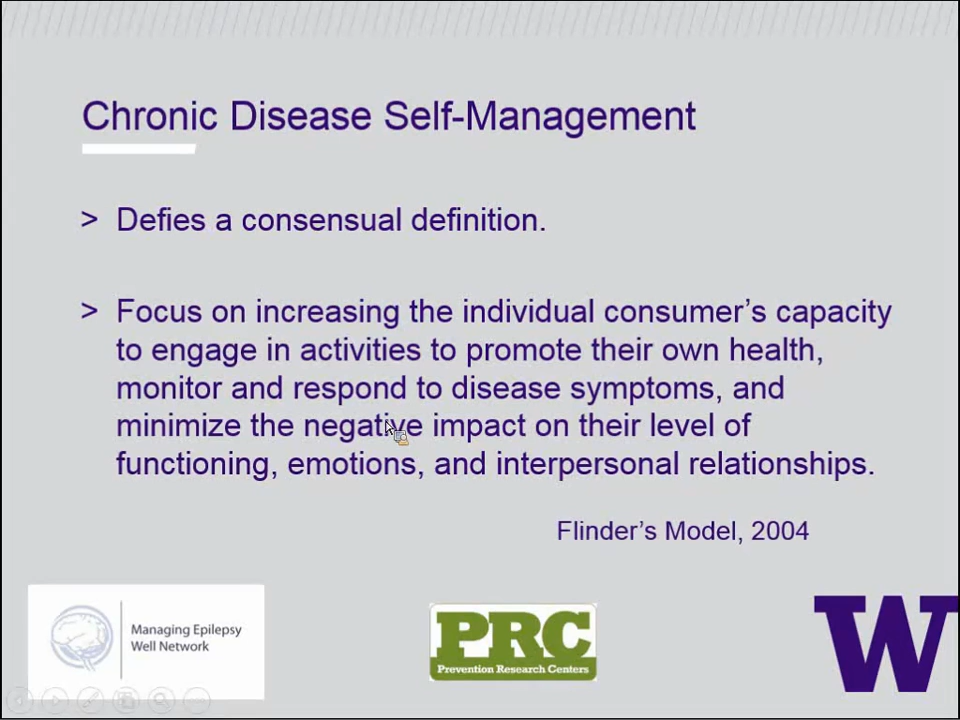 Chronic Disease Self-Management
> Defies a consensual definition.
> Focus on increasing the individual consumer's capacity
to engage in activities to promote their own health,
monitor and respond to disease symptoms, and
minimize the negative impact on their level of
functioning, emotions, and interpersonal relationships.
Flinder's Model, 2004
Managing Epilepsy
Well Network
PRC
Prevention Research Centers
W